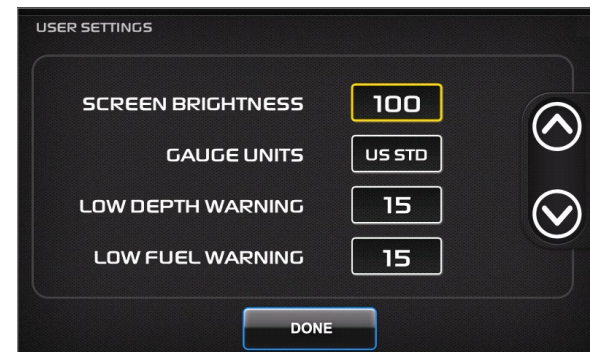 USER SETTINGS
SCREEN BRIGHTNESS 100
GAUGE UNITS US STD
LOW DEPTH WARNING 15
LOW FUEL WARNING 15
DONE